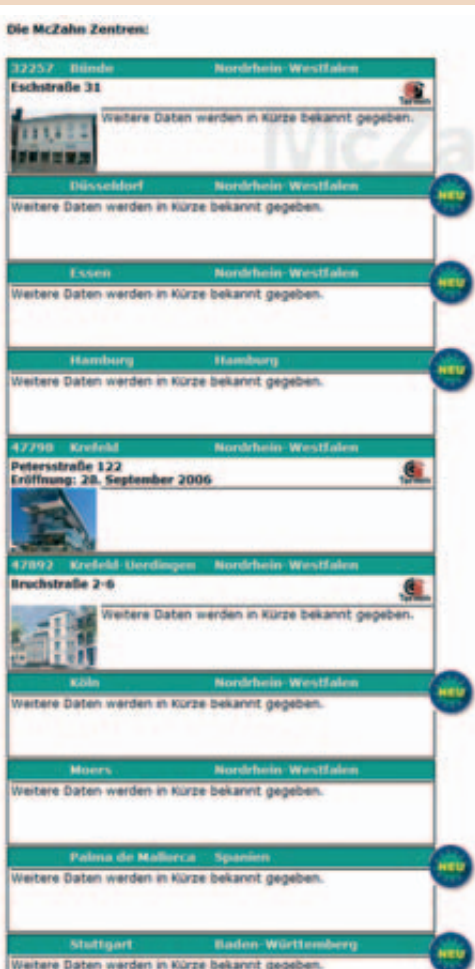 Die McZahn Zentren:
32257 Bünde Nordrhein-Westfalen
Eschstraße 31
Termin
Weitere Daten werden in Kürze bekannt gegeben.
McZa
Düsseldorf Nordrhein-Westfalen
NEU
Weitere Daten werden in Kürze bekannt gegeben.
Essen Nordrhein-Westfalen
NEU
Weitere Daten werden in Kürze bekannt gegeben.
Hamburg Hamburg
NEU
Weitere Daten werden in Kürze bekannt gegeben.
47798 Krefeld Nordrhein-Westfalen
Petersstraße 122
Eröffnung: 28. September 2006
Termin
47892 Krefeld-Uerdingen Nordrhein-Westfalen
Bruchstraße 2-6
Termin
Weitere Daten werden in Kürze bekannt gegeben.
Köln Nordrhein-Westfalen
NEU
Weitere Daten werden in Kürze bekannt gegeben.
Moers Nordrhein-Westfalen
Weitere Daten werden in Kürze bekannt gegeben.
Palma de Mallorca Spanien
NEU
Weitere Daten werden in Kürze bekannt gegeben.
Stuttgart Baden-Württemberg
NEU
Weitere Daten werden in Kürze bekannt gegeben.